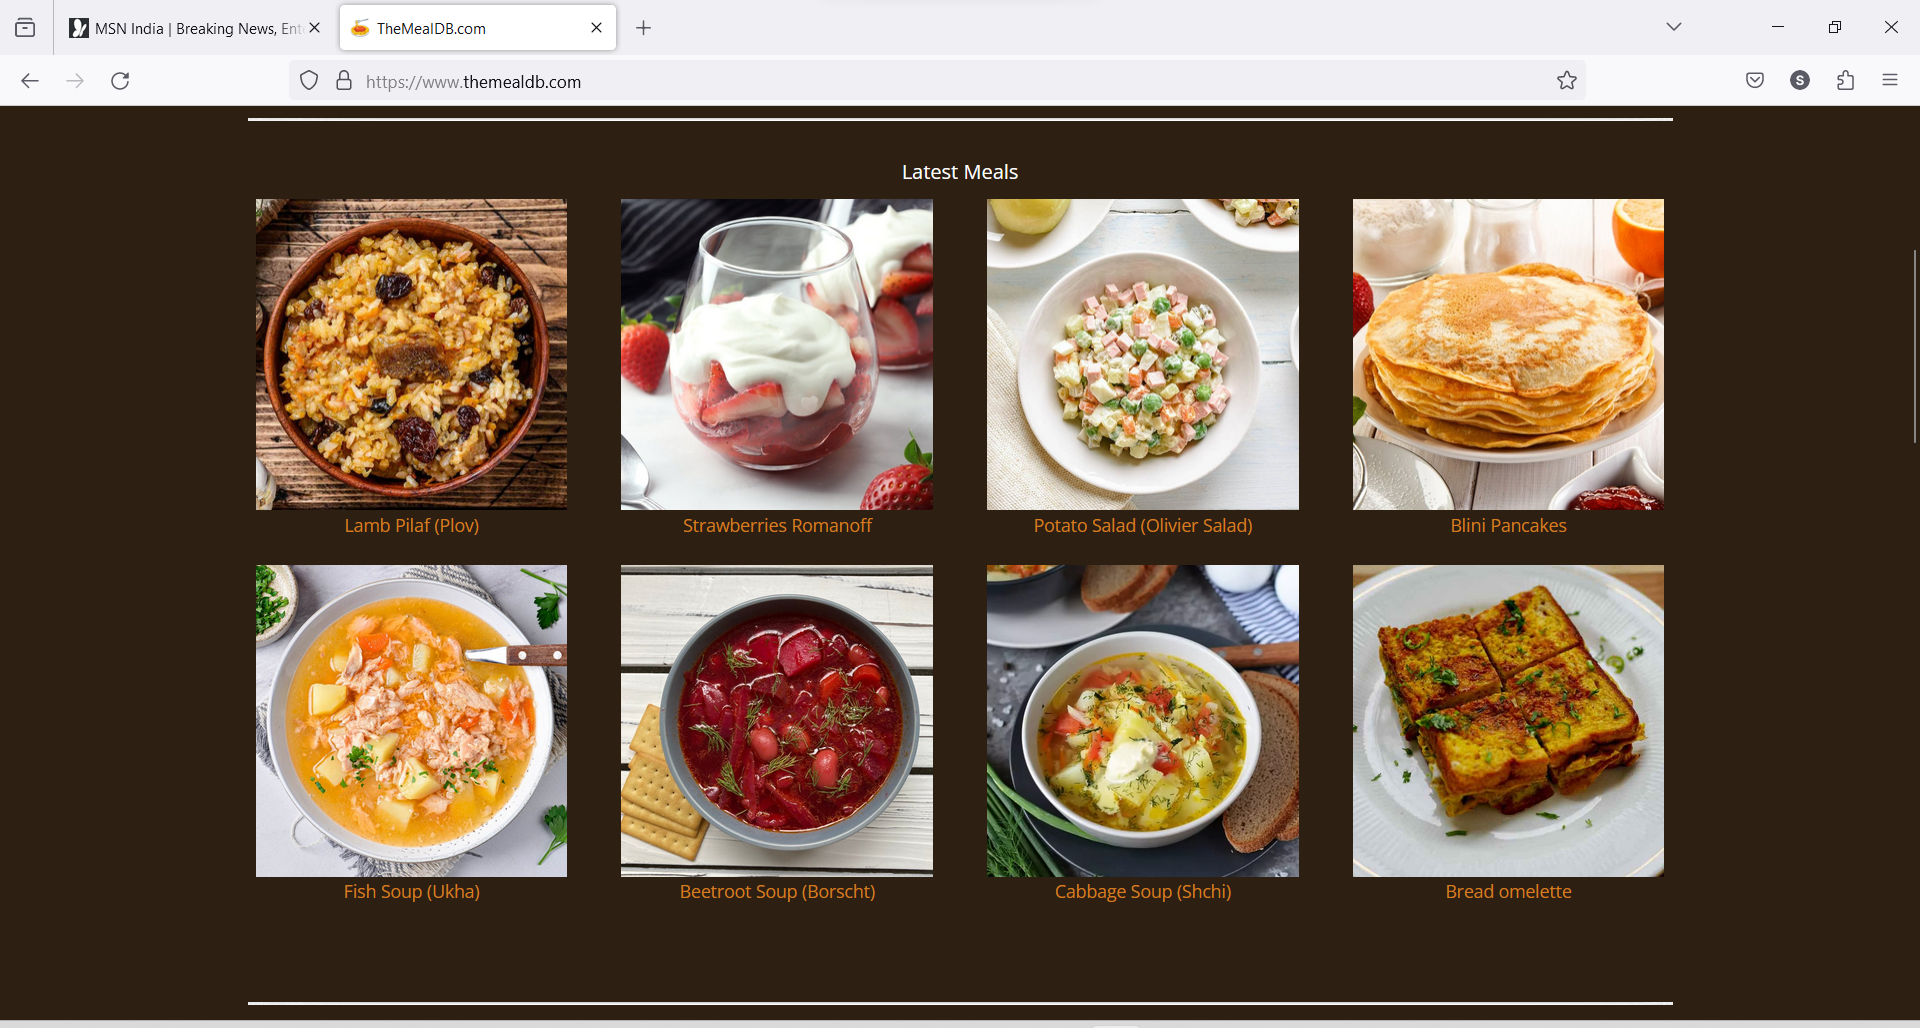 MSN India | Breaking News, Ent
TheMealDB.com
https://www.themealdb.com
S
Latest Meals
Lamb Pilaf (Plov)
Strawberries Romanoff
Potato Salad (Olivier Salad)
Blini Pancakes
Fish Soup (Ukha)
Beetroot Soup (Borscht)
Cabbage Soup (Shchi)
Bread omelette